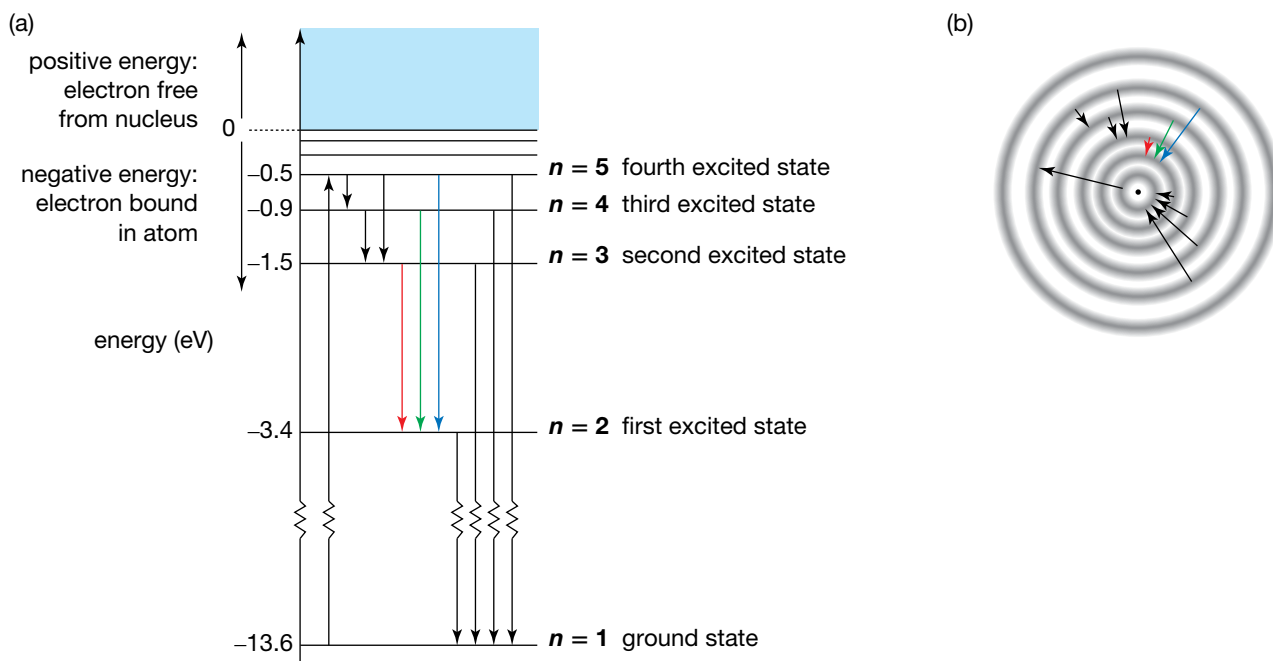 (a)
(b)
positive energy:
electron free
from nucleus
0
negative energy:
electron bound
in atom
–0.5
n = 5 fourth excited state
–0.9
n = 4 third excited state
–1.5
n = 3 second excited state
energy (eV)
–3.4
n = 2 first excited state
–13.6
n = 1 ground state